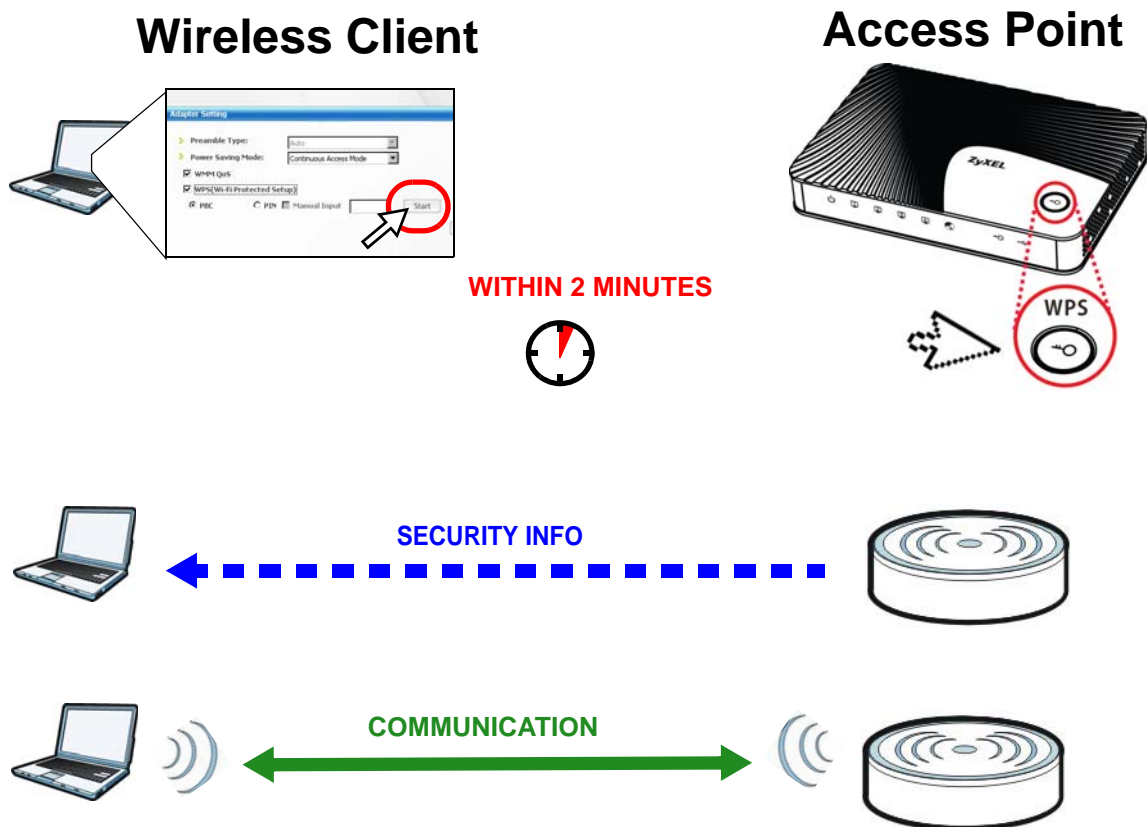 Wireless Client
Access Point
Adapter Setting
Preamble Type: Auto
Power Saving Mode: Continuous Access Mode
WMM QoS
WPS(Wi-Fi Protected Setup)
PBC PIN Manual Input Start
ZyXEL
WITHIN 2 MINUTES
WPS
SECURITY INFO
COMMUNICATION